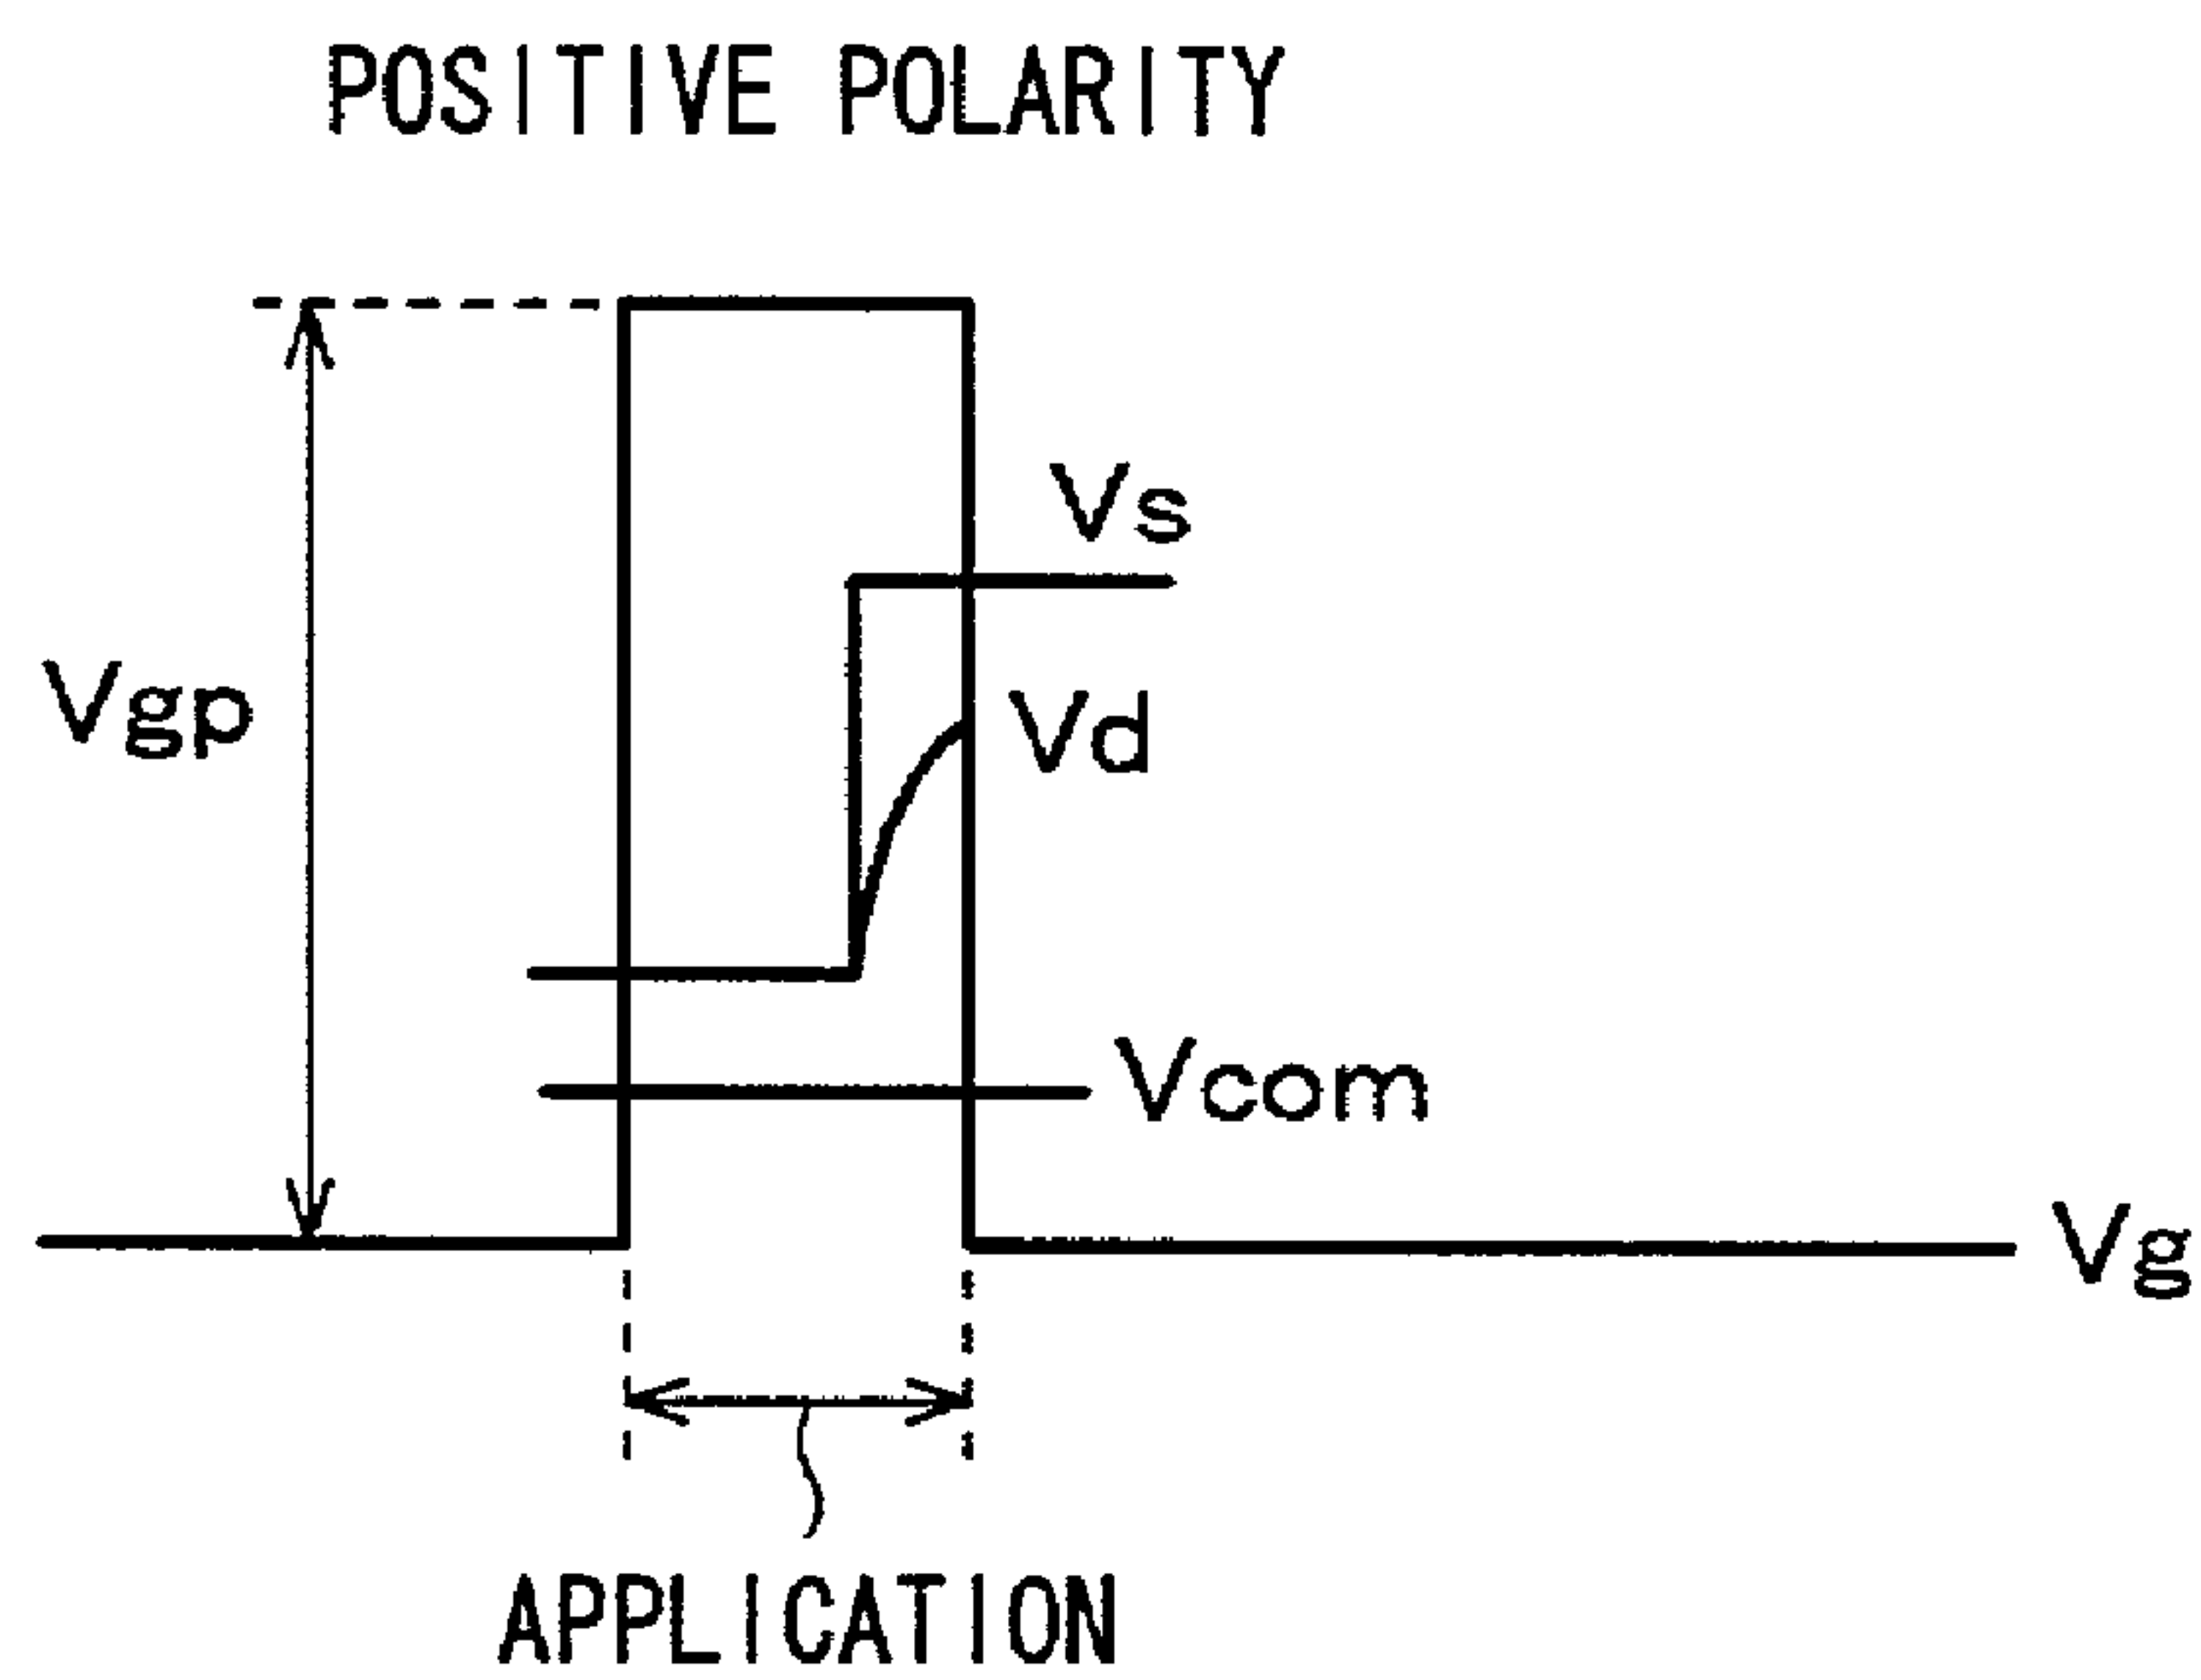 POSITIVE POLARITY
Vs
Vgp
Vd
Vcom
Vg
APPLICATION